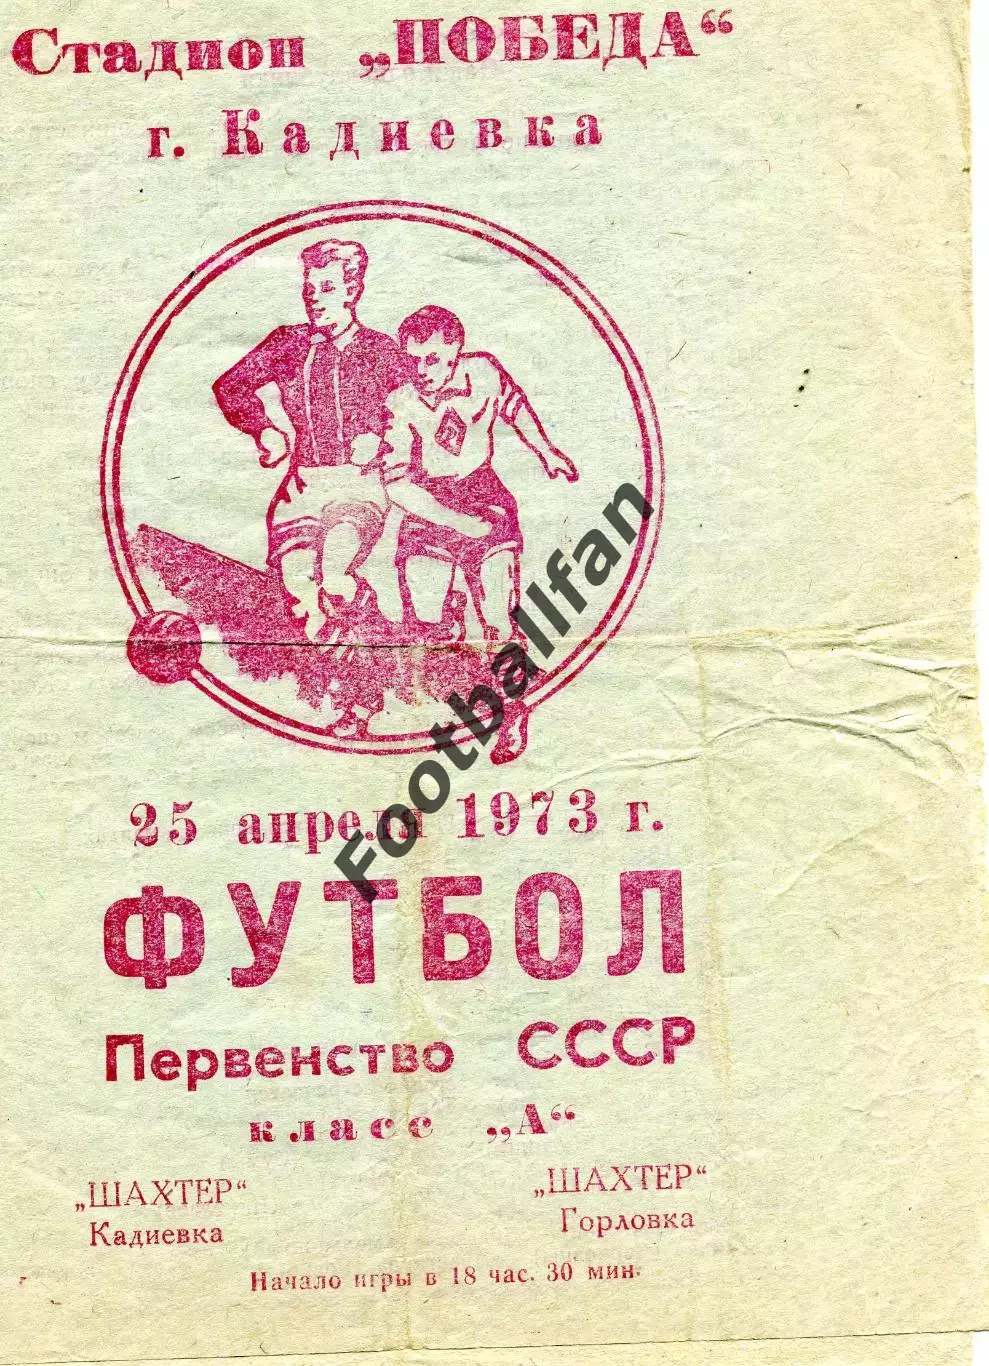 Стадион „ПОБЕДА“
г. Кадиевка
Footballfan
25 апреля 1973 г.
ФУТБОЛ
Первенство СССР
класс „А“
„ШАХТЕР“
Кадиевка
„ШАХТЕР“
Горловка
Начало игры в 18 час. 30 мин.